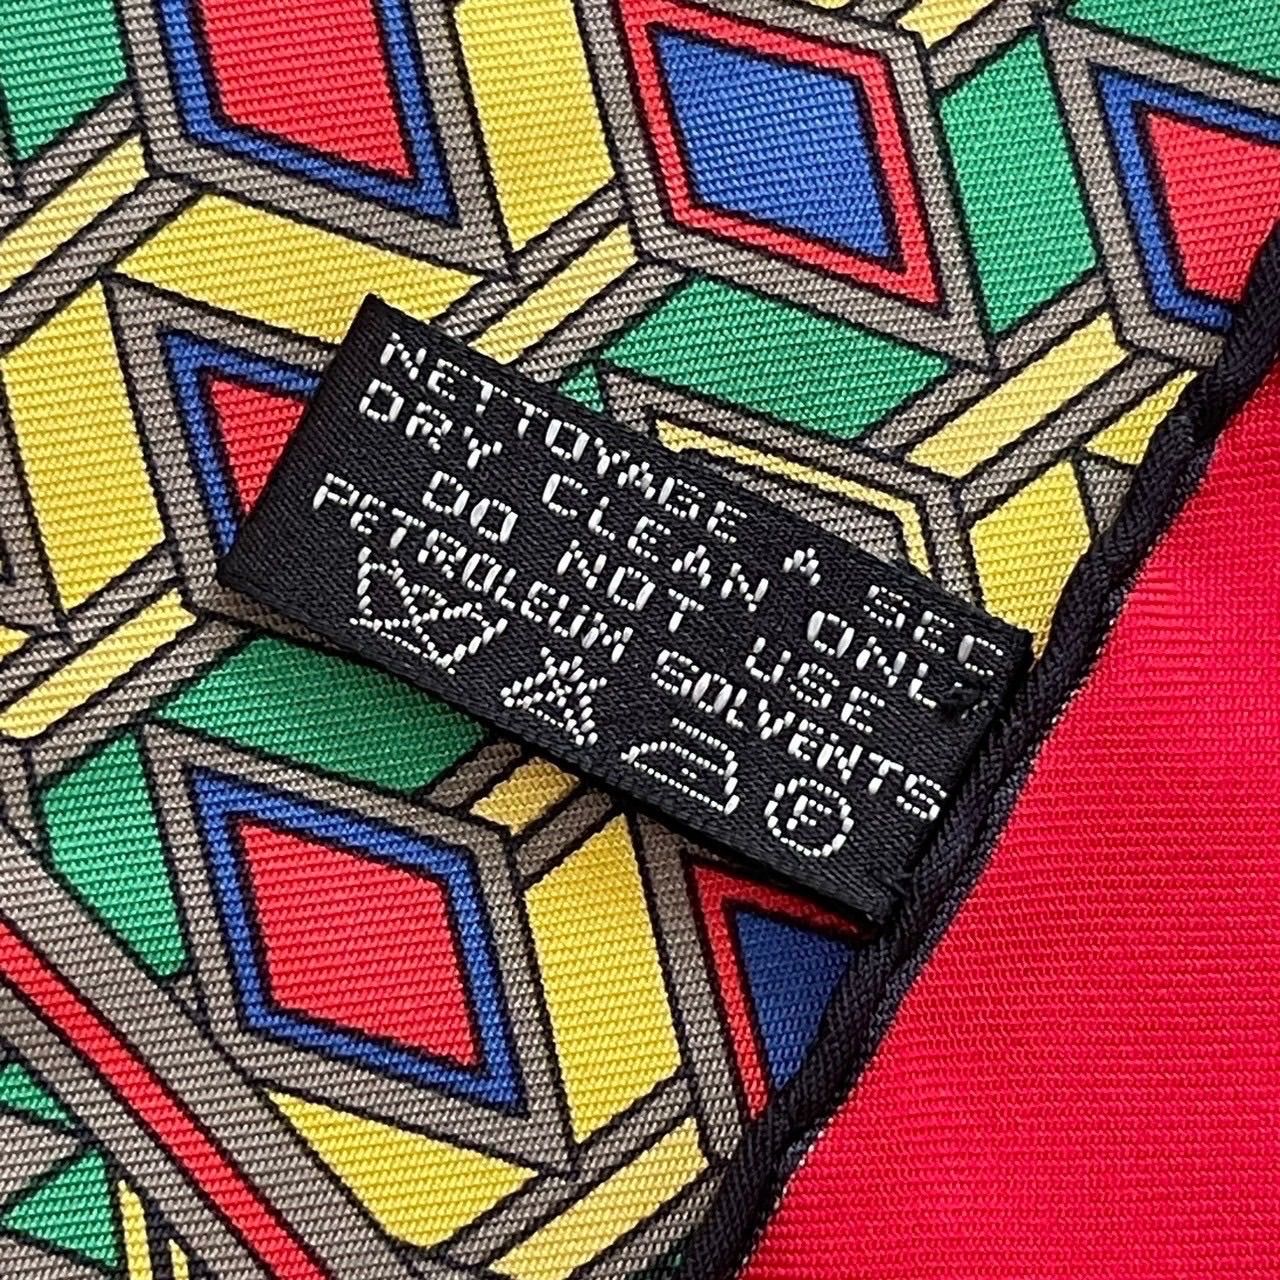 NETTOYAGE A SEC
DRY CLEAN ONLY
DO NOT USE
PETROLEUM SOLVENTS
F